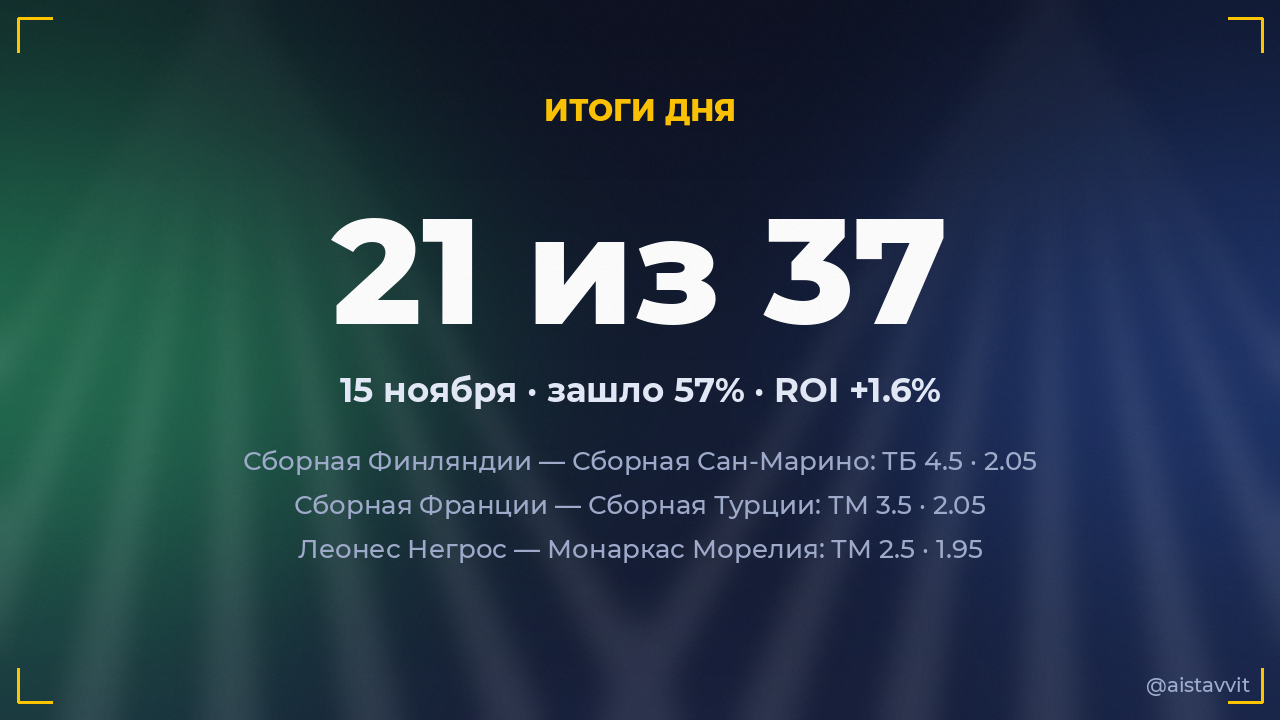 ИТОГИ ДНЯ
21 из 37
15 ноября · зашло 57% · ROI +1.6%
Сборная Финляндии — Сборная Сан-Марино: ТБ 4.5 · 2.05
Сборная Франции — Сборная Турции: ТМ 3.5 · 2.05
Леонес Негрос — Монаркас Морелия: ТМ 2.5 · 1.95
@aistavvit